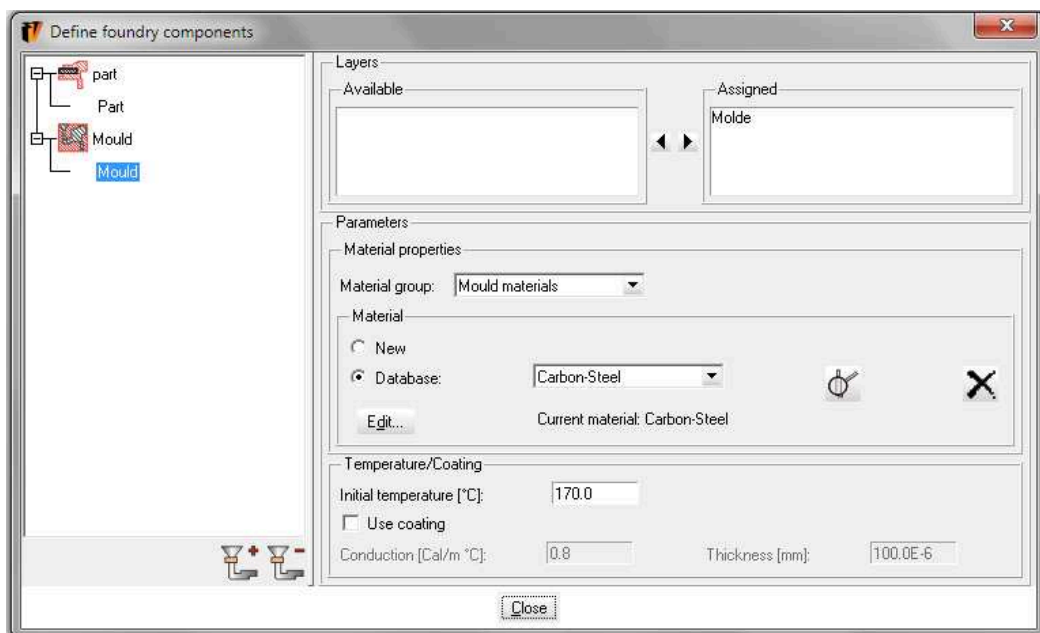 Define foundry components
part
Part
Mould
Mould
Layers
Available
Assigned
Molde
Parameters
Material properties
Material group: Mould materials
Material
New
Database: Carbon-Steel
Edit... Current material: Carbon-Steel
Temperature/Coating
Initial temperature [°C]: 170.0
Use coating
Conduction [Cal/m °C]: 0.8 Thickness [mm]: 100.0E-6
Close